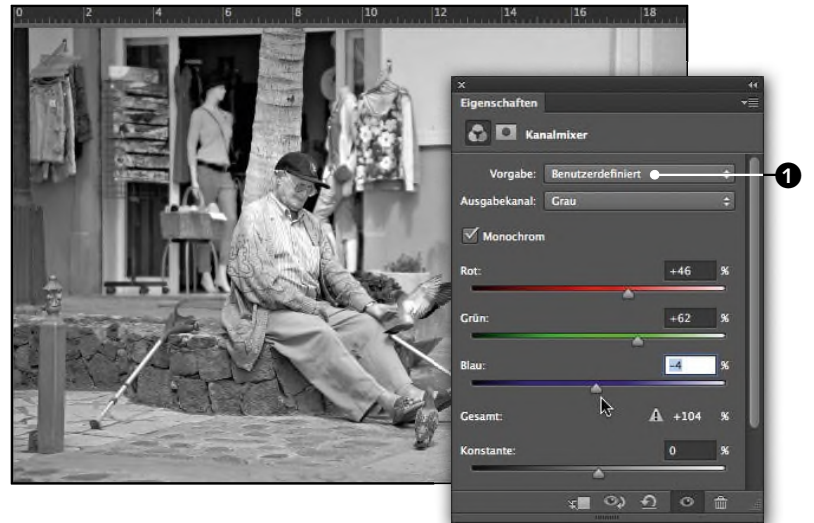 0 2 4 6 8 10 12 14 16 18
Eigenschaften
Kanalmixer
Vorgabe: Benutzerdefiniert
1
Ausgabekanal: Grau
Monochrom
Rot: +46 %
Grün: +62 %
Blau: -4 %
Gesamt: +104 %
Konstante: 0 %